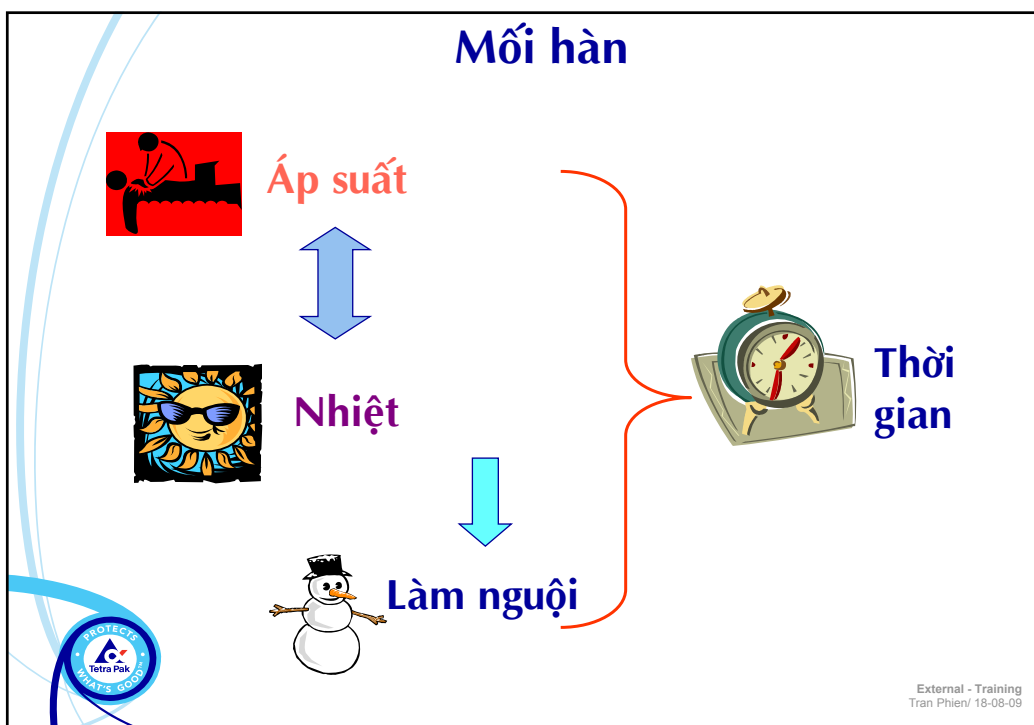 Mối hàn
Áp suất
Nhiệt
Thời
gian
Làm nguội
PROTECTS
Tetra Pak
WHAT'S GOOD™
External - Training
Tran Phien/ 18-08-09